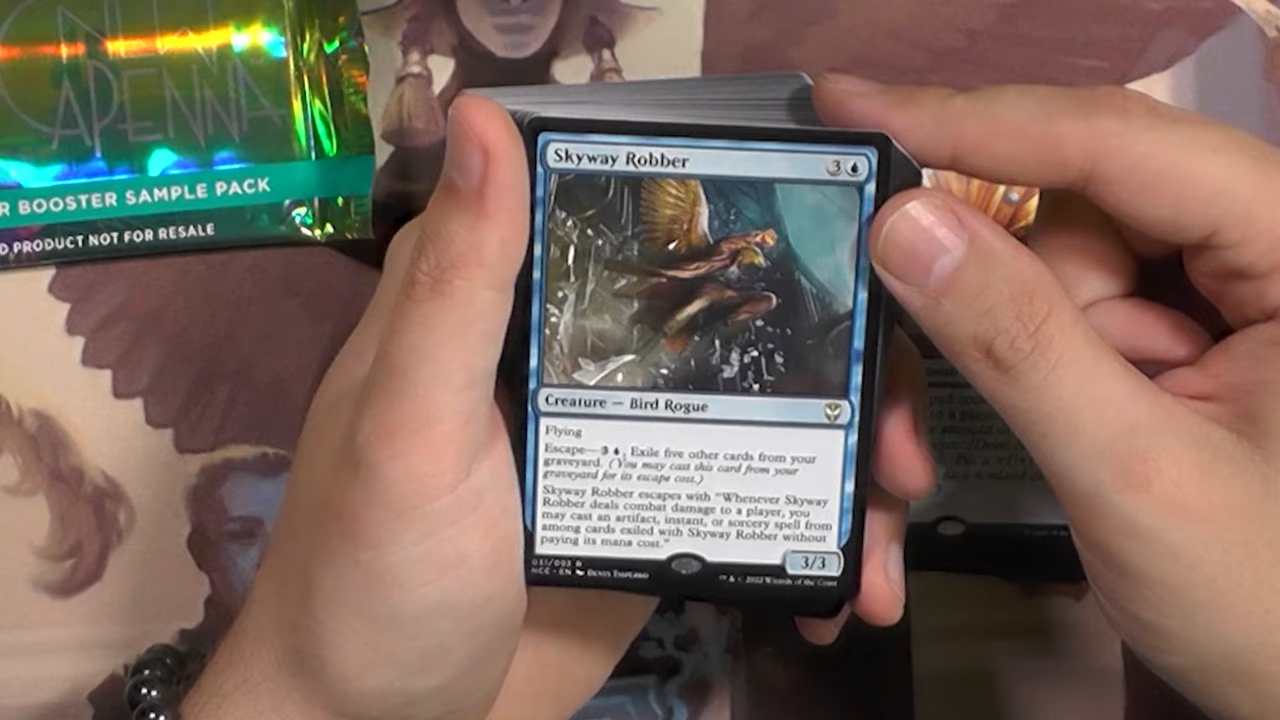 NEW
CAPENNA
R BOOSTER SAMPLE PACK
D PRODUCT NOT FOR RESALE
Skyway Robber
3
Creature — Bird Rogue
Flying
Escape—3, Exile five other cards from your
graveyard. (You may cast this card from your
graveyard for its escape cost.)
Skyway Robber escapes with "Whenever Skyway
Robber deals combat damage to a player, you
may cast an artifact, instant, or sorcery spell from
among cards exiled with Skyway Robber without
paying its mana cost."
3/3
031/093 R
NCC • EN
™ & © 2022 Wizards of the Coast